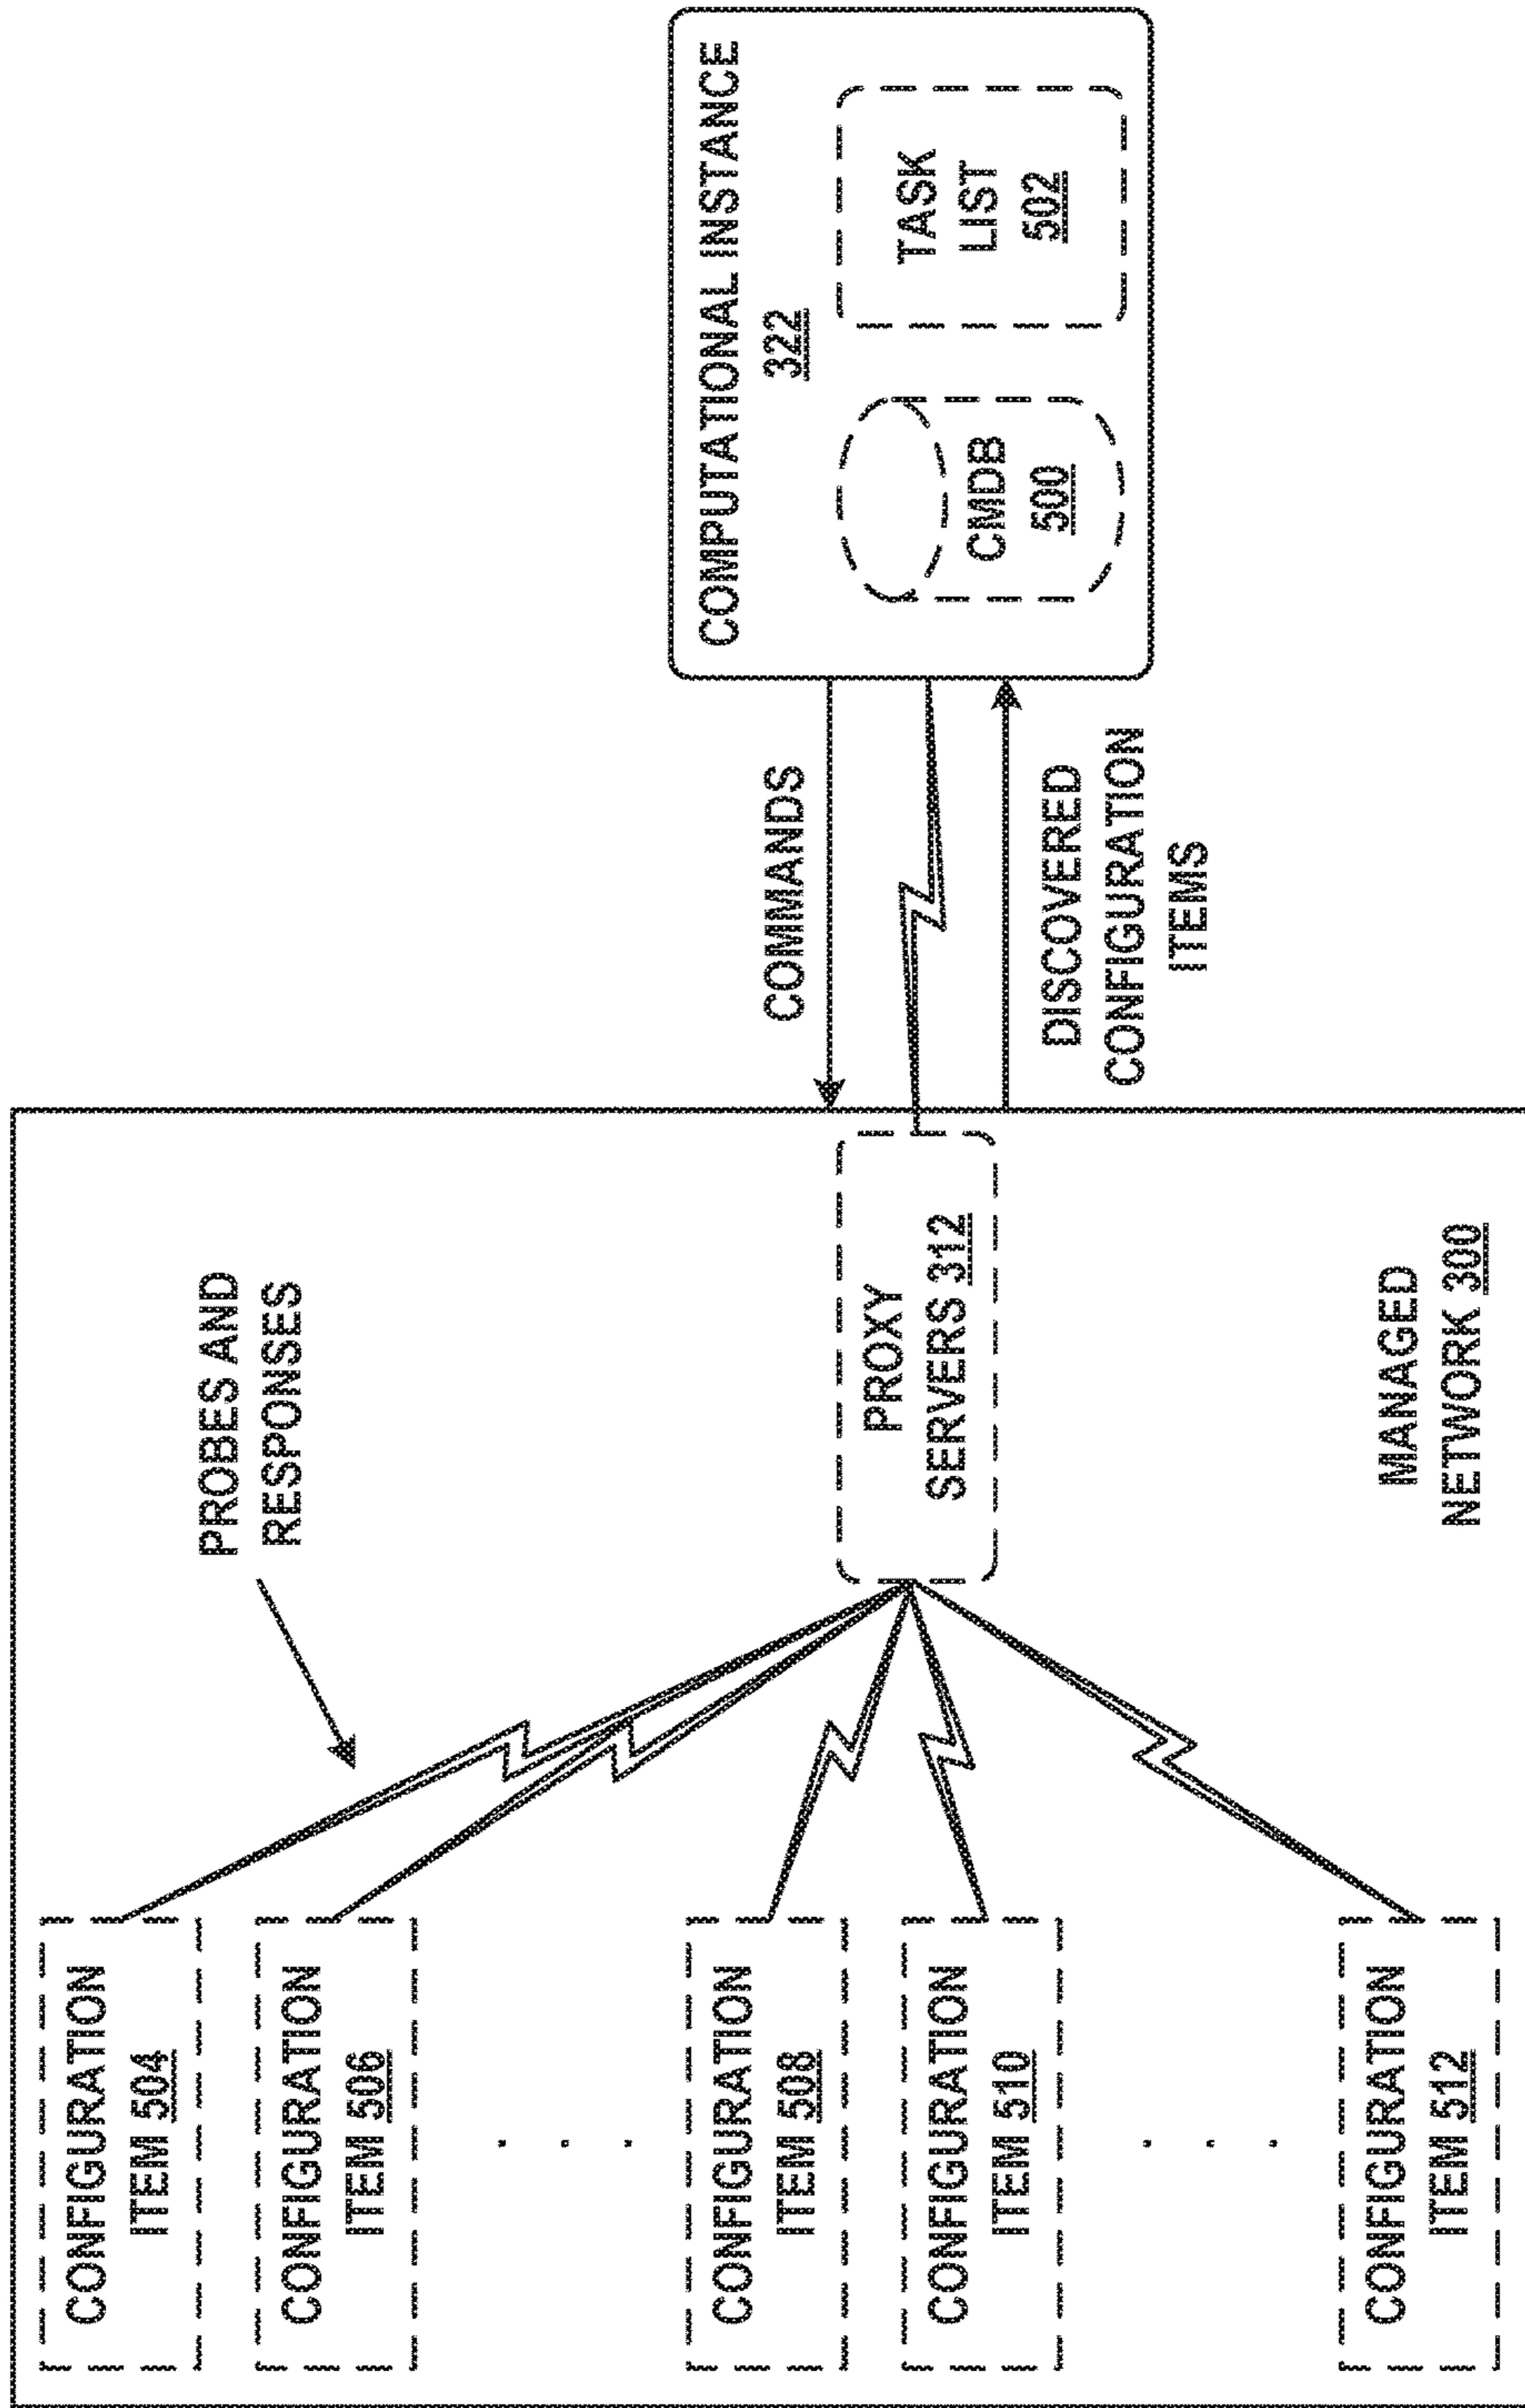 CONFIGURATION
ITEM 504
CONFIGURATION
ITEM 506
CONFIGURATION
ITEM 508
CONFIGURATION
ITEM 510
CONFIGURATION
ITEM 512
PROBES AND
RESPONSES
PROXY
SERVERS 312
MANAGED
NETWORK 300
COMMANDS
DISCOVERED
CONFIGURATION
ITEMS
COMPUTATIONAL INSTANCE
322
CMDB
500
TASK
LIST
502